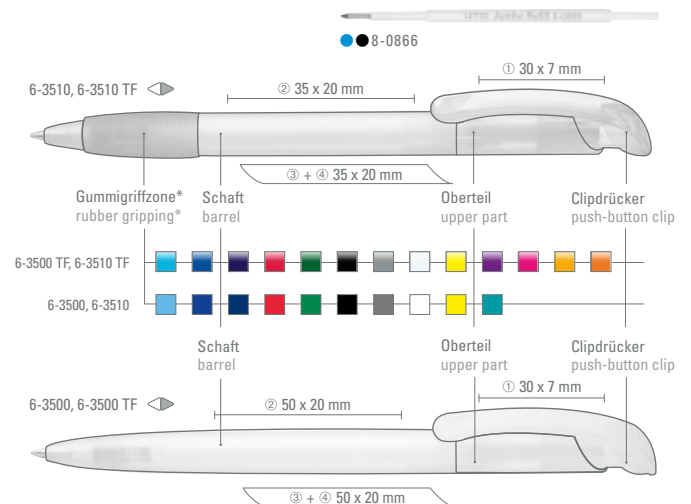 8-0866
① 30 x 7 mm
6-3510, 6-3510 TF
② 35 x 20 mm
③ + ④ 35 x 20 mm
Gummigriffzone*
rubber gripping*
Schaft
barrel
Oberteil
upper part
Clipdrücker
push-button clip
6-3500 TF, 6-3510 TF
6-3500, 6-3510
Schaft
barrel
Oberteil
upper part
Clipdrücker
push-button clip
① 30 x 7 mm
6-3500, 6-3500 TF
② 50 x 20 mm
③ + ④ 50 x 20 mm